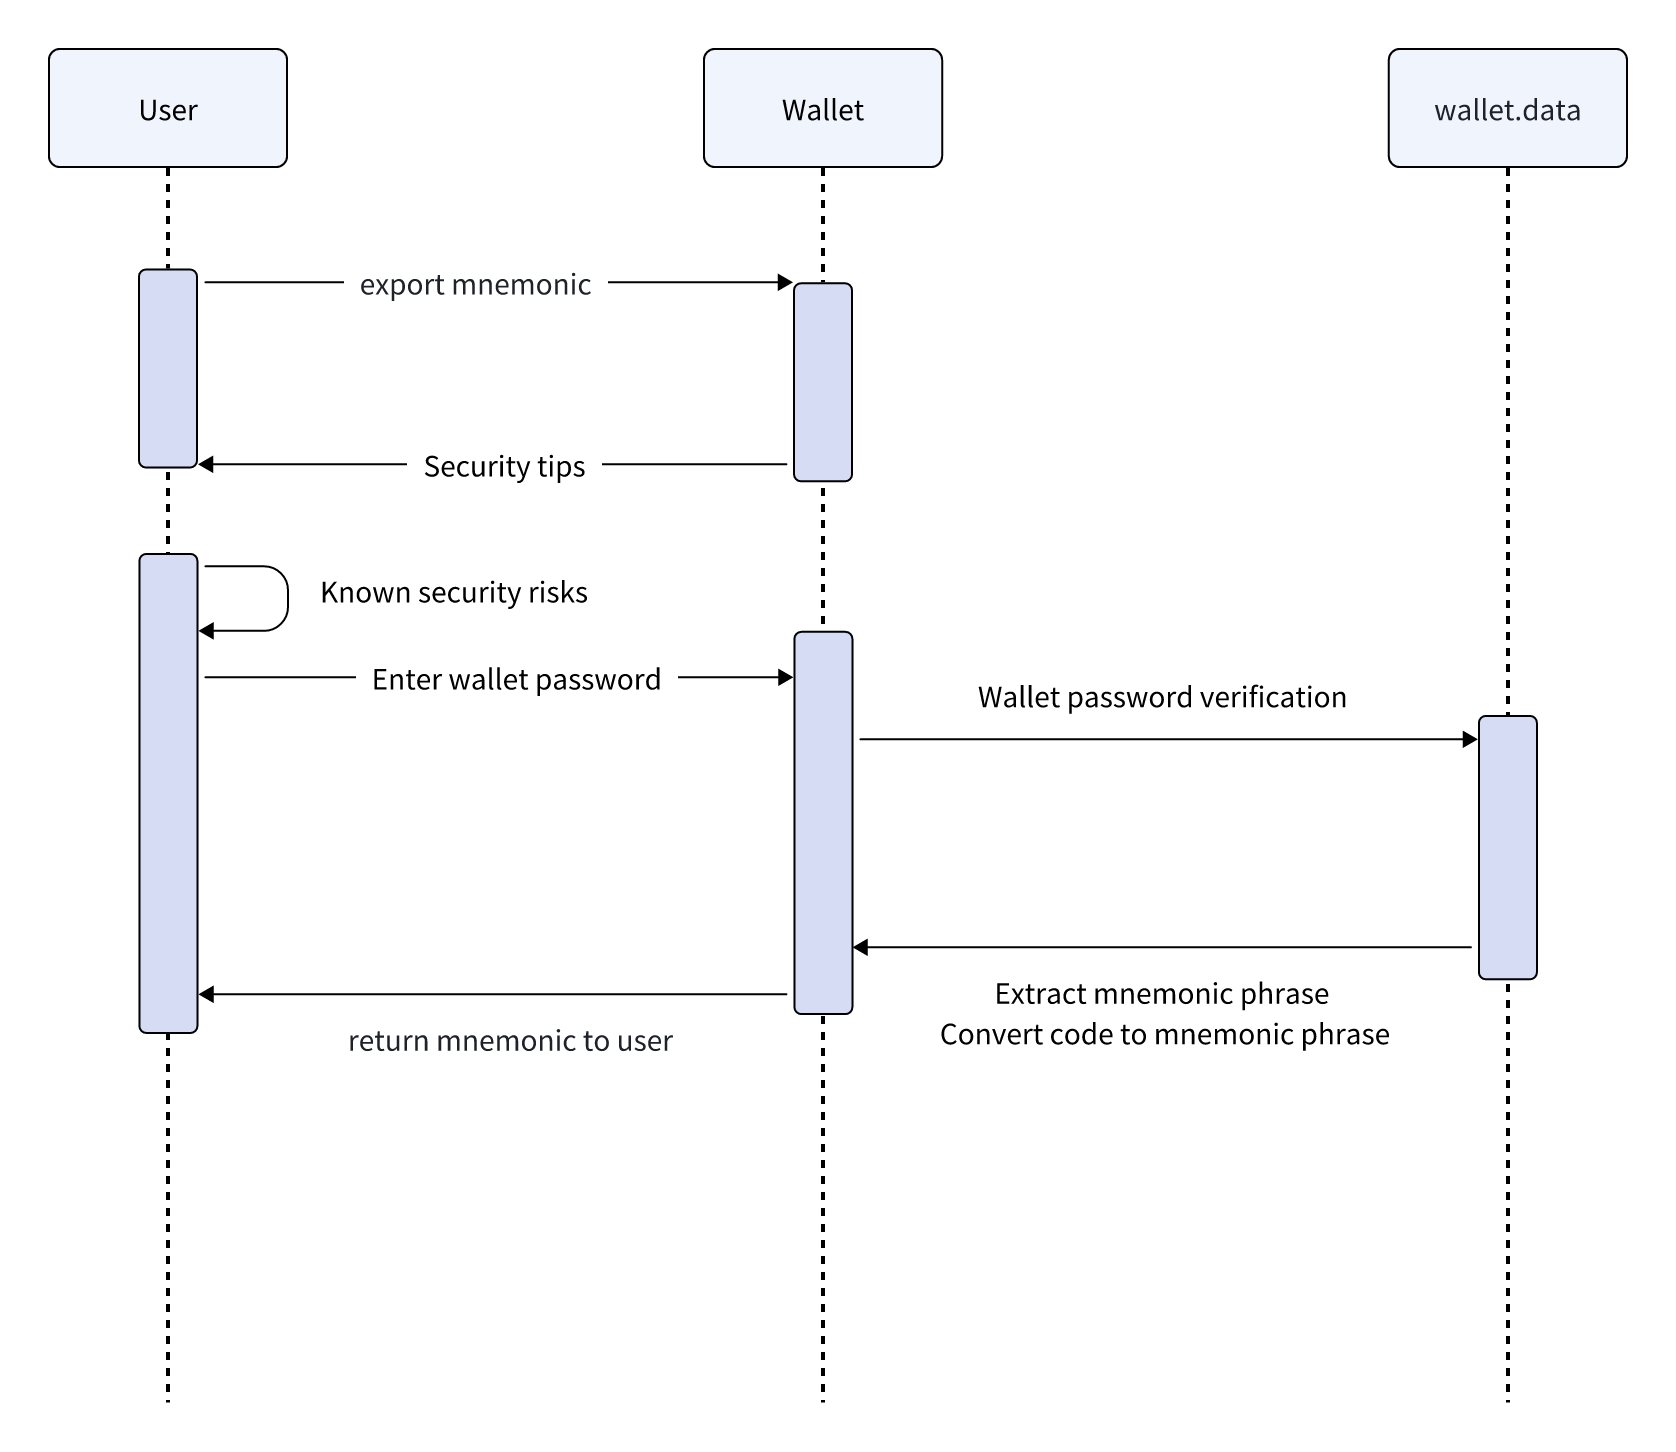 User
Wallet
wallet.data
export mnemonic
Security tips
Known security risks
Enter wallet password
Wallet password verification
Extract mnemonic phrase
Convert code to mnemonic phrase
return mnemonic to user